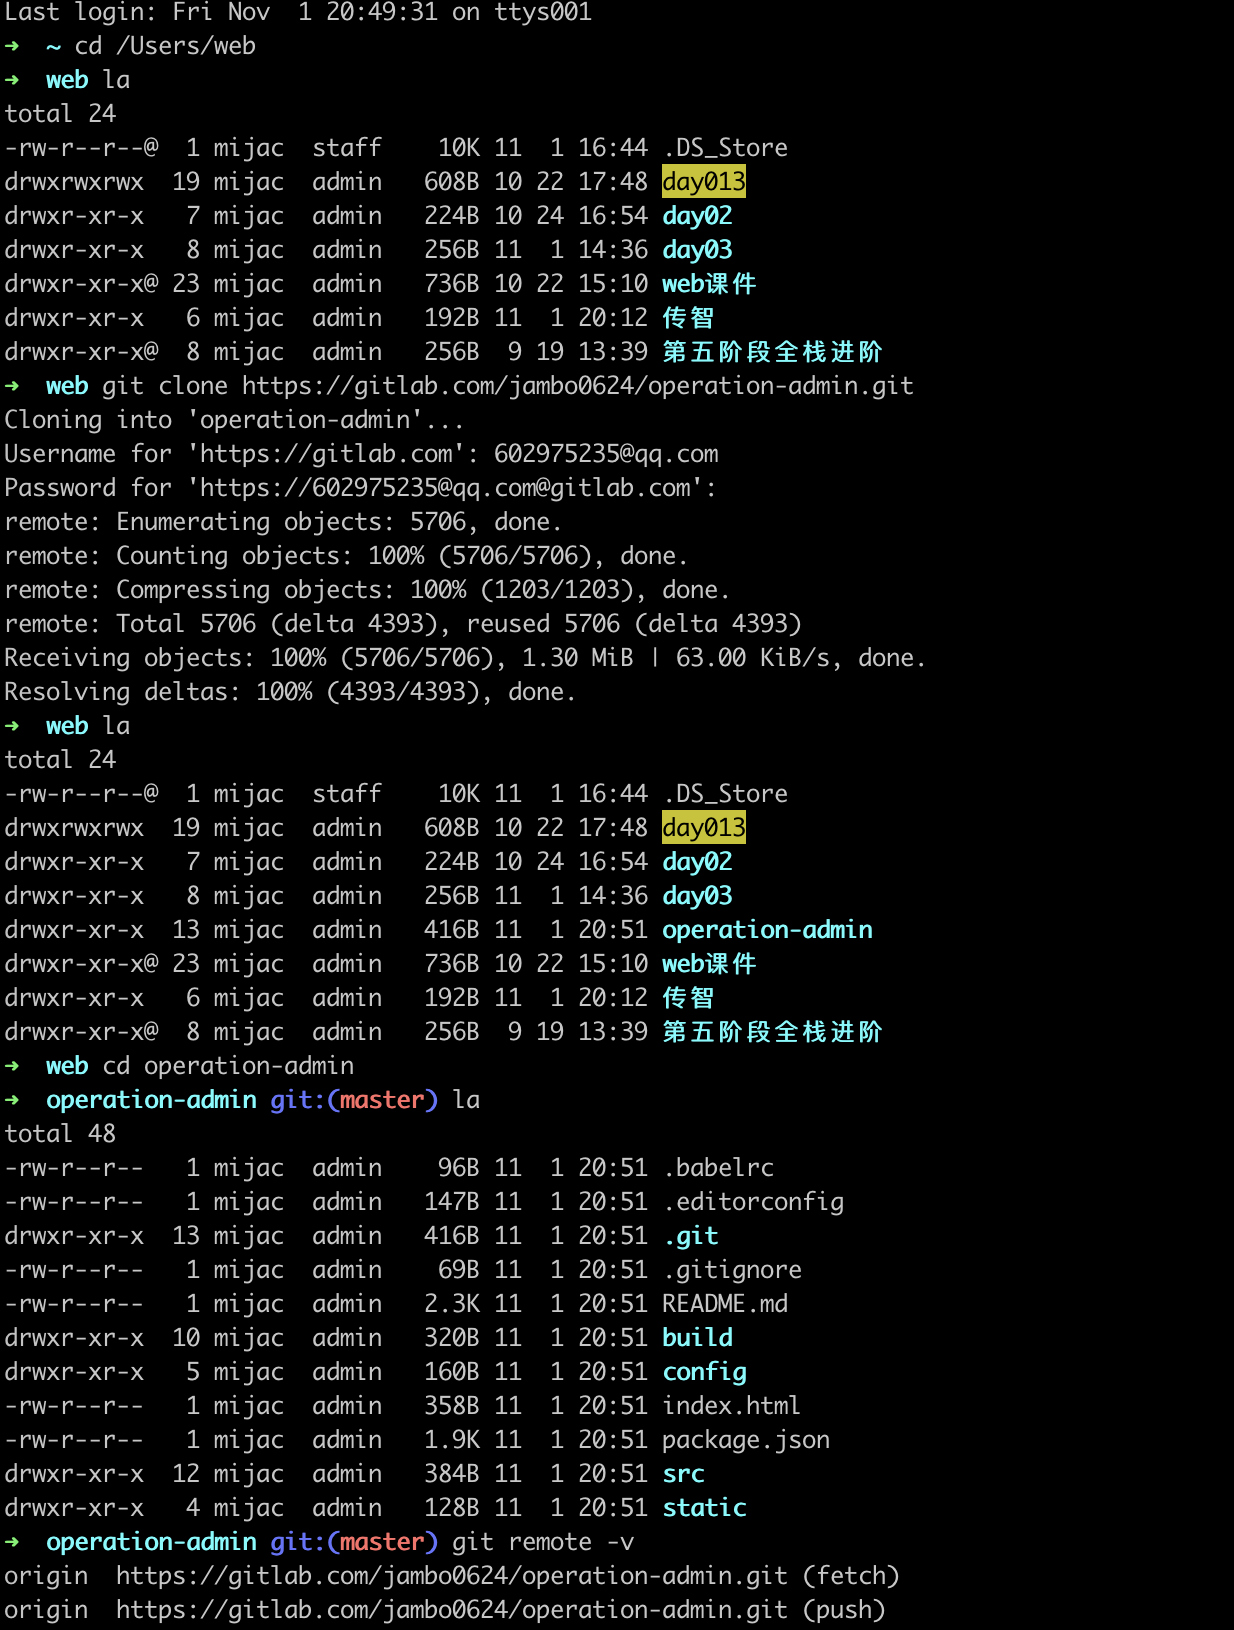 Last login: Fri Nov  1 20:49:31 on ttys001
➜  ~ cd /Users/web
➜  web la
total 24
-rw-r--r--@  1 mijac  staff    10K 11  1 16:44 .DS_Store
drwxrwxrwx  19 mijac  admin   608B 10 22 17:48 day013
drwxr-xr-x   7 mijac  admin   224B 10 24 16:54 day02
drwxr-xr-x   8 mijac  admin   256B 11  1 14:36 day03
drwxr-xr-x@ 23 mijac  admin   736B 10 22 15:10 web课件
drwxr-xr-x   6 mijac  admin   192B 11  1 20:12 传智
drwxr-xr-x@  8 mijac  admin   256B  9 19 13:39 第五阶段全栈进阶
➜  web git clone https://gitlab.com/jambo0624/operation-admin.git
Cloning into 'operation-admin'...
Username for 'https://gitlab.com': 602975235@qq.com
Password for 'https://602975235@qq.com@gitlab.com':
remote: Enumerating objects: 5706, done.
remote: Counting objects: 100% (5706/5706), done.
remote: Compressing objects: 100% (1203/1203), done.
remote: Total 5706 (delta 4393), reused 5706 (delta 4393)
Receiving objects: 100% (5706/5706), 1.30 MiB | 63.00 KiB/s, done.
Resolving deltas: 100% (4393/4393), done.
➜  web la
total 24
-rw-r--r--@  1 mijac  staff    10K 11  1 16:44 .DS_Store
drwxrwxrwx  19 mijac  admin   608B 10 22 17:48 day013
drwxr-xr-x   7 mijac  admin   224B 10 24 16:54 day02
drwxr-xr-x   8 mijac  admin   256B 11  1 14:36 day03
drwxr-xr-x  13 mijac  admin   416B 11  1 20:51 operation-admin
drwxr-xr-x@ 23 mijac  admin   736B 10 22 15:10 web课件
drwxr-xr-x   6 mijac  admin   192B 11  1 20:12 传智
drwxr-xr-x@  8 mijac  admin   256B  9 19 13:39 第五阶段全栈进阶
➜  web cd operation-admin
➜  operation-admin git:(master) la
total 48
-rw-r--r--   1 mijac  admin    96B 11  1 20:51 .babelrc
-rw-r--r--   1 mijac  admin   147B 11  1 20:51 .editorconfig
drwxr-xr-x  13 mijac  admin   416B 11  1 20:51 .git
-rw-r--r--   1 mijac  admin    69B 11  1 20:51 .gitignore
-rw-r--r--   1 mijac  admin   2.3K 11  1 20:51 README.md
drwxr-xr-x  10 mijac  admin   320B 11  1 20:51 build
drwxr-xr-x   5 mijac  admin   160B 11  1 20:51 config
-rw-r--r--   1 mijac  admin   358B 11  1 20:51 index.html
-rw-r--r--   1 mijac  admin   1.9K 11  1 20:51 package.json
drwxr-xr-x  12 mijac  admin   384B 11  1 20:51 src
drwxr-xr-x   4 mijac  admin   128B 11  1 20:51 static
➜  operation-admin git:(master) git remote -v
origin  https://gitlab.com/jambo0624/operation-admin.git (fetch)
origin  https://gitlab.com/jambo0624/operation-admin.git (push)